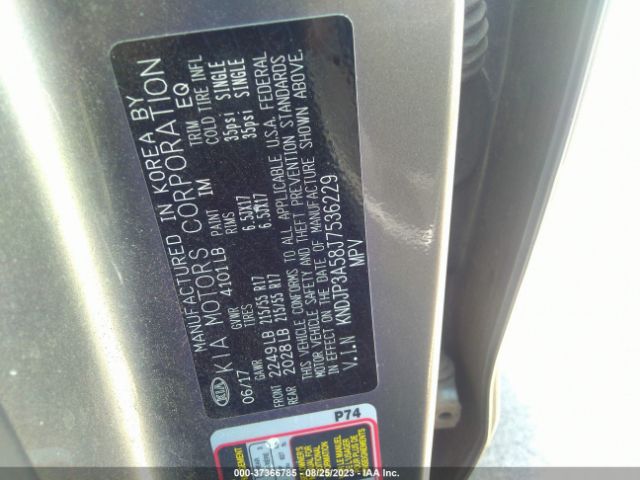 MANUFACTURED IN KOREA BY
KIA KIA MOTORS CORPORATION
06/17 GVWR 4101LB PAINT IM TRIM EQ
GAWR TIRES RIMS COLD TIRE INFL
FRONT 2249LB 215/55 R17 6.5JX17 35psi SINGLE
REAR 2028LB 215/55 R17 6.5JX17 35psi SINGLE
THIS VEHICLE CONFORMS TO ALL APPLICABLE U.S.A. FEDERAL
MOTOR VEHICLE SAFETY AND THEFT PREVENTION STANDARDS
IN EFFECT ON THE DATE OF MANUFACTURE SHOWN ABOVE.
V.I.N KNDJP3A58J7536229
MPV
P74
000-37366785 - 08/25/2023 - IAA Inc.